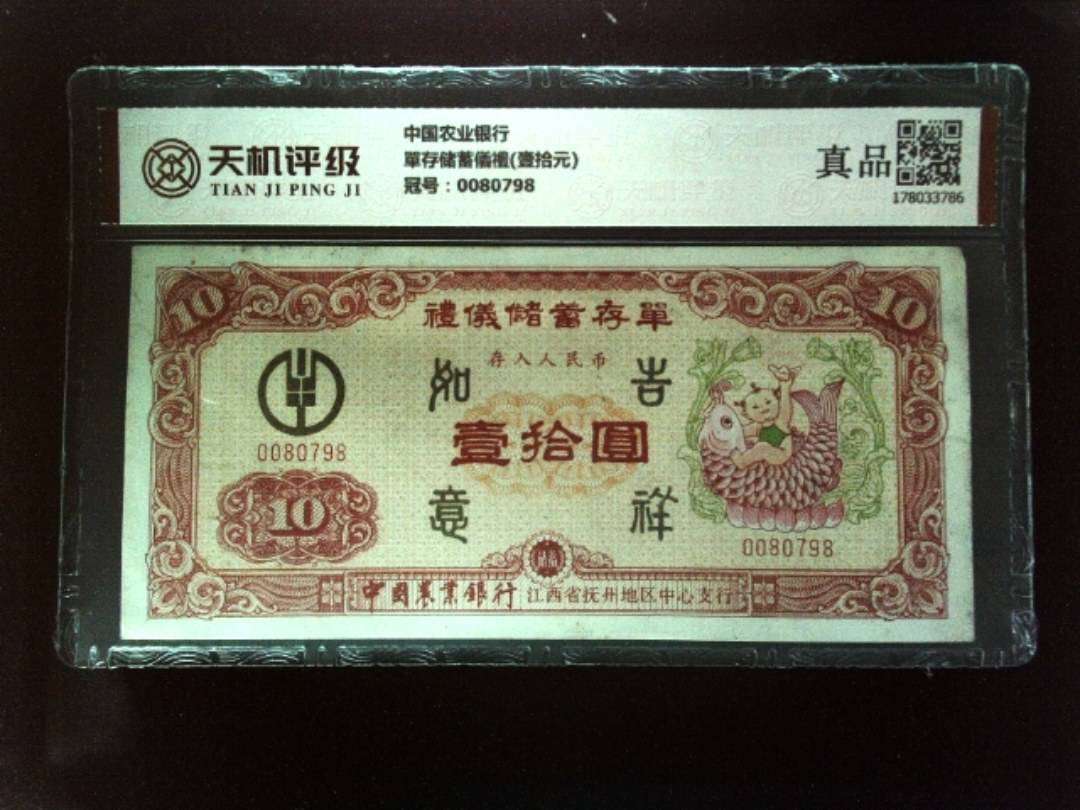 天机评级
TIAN JI PING JI
中国农业银行
單存储蓄儀禮(壹拾元)
冠号：0080798
真品
178033786
10
10
禮儀儲蓄存單
存入人民币
如
吉
壹拾圓
0080798
10
意
祥
0080798
中國農業銀行 江西省抚州地区中心支行